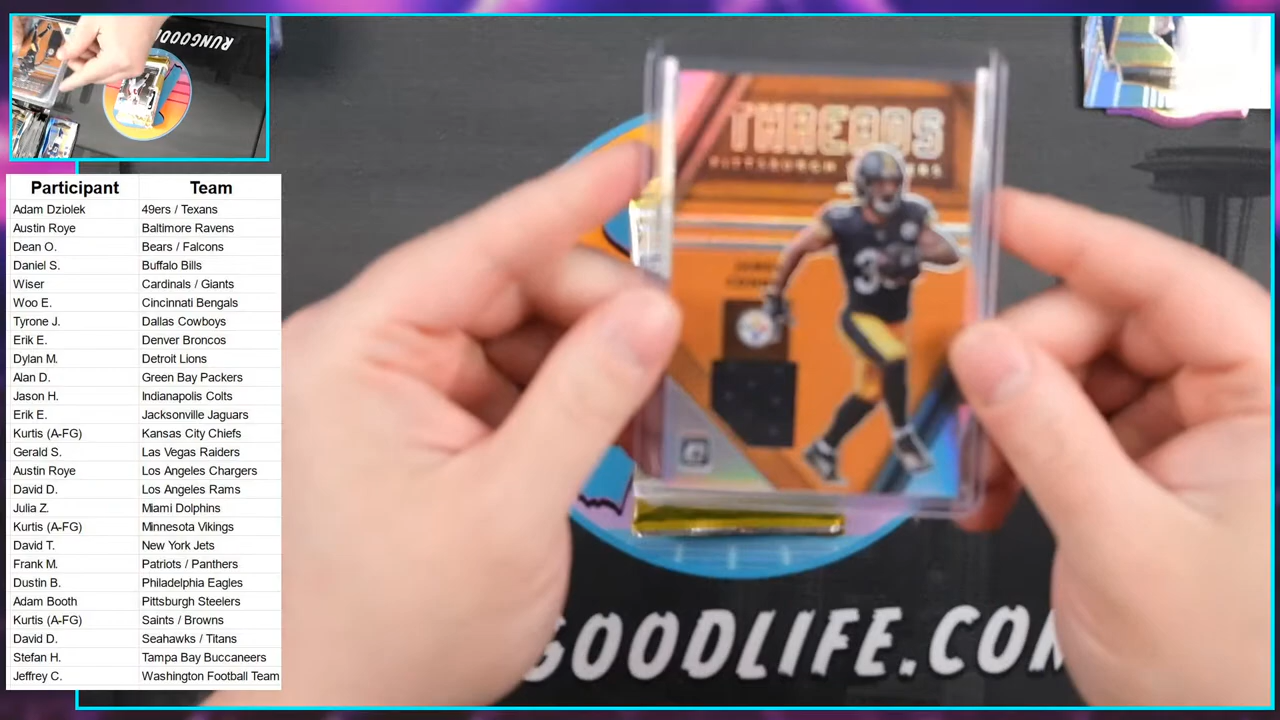 RUNGOODL
Participant Team
Adam Dziolek 49ers / Texans
Austin Roye Baltimore Ravens
Dean O. Bears / Falcons
Daniel S. Buffalo Bills
Wiser Cardinals / Giants
Woo E. Cincinnati Bengals
Tyrone J. Dallas Cowboys
Erik E. Denver Broncos
Dylan M. Detroit Lions
Alan D. Green Bay Packers
Jason H. Indianapolis Colts
Erik E. Jacksonville Jaguars
Kurtis (A-FG) Kansas City Chiefs
Gerald S. Las Vegas Raiders
Austin Roye Los Angeles Chargers
David D. Los Angeles Rams
Julia Z. Miami Dolphins
Kurtis (A-FG) Minnesota Vikings
David T. New York Jets
Frank M. Patriots / Panthers
Dustin B. Philadelphia Eagles
Adam Booth Pittsburgh Steelers
Kurtis (A-FG) Saints / Browns
David D. Seahawks / Titans
Stefan H. Tampa Bay Buccaneers
Jeffrey C. Washington Football Team
THREADS
PITTSBURGH
GOODLIFE.COM